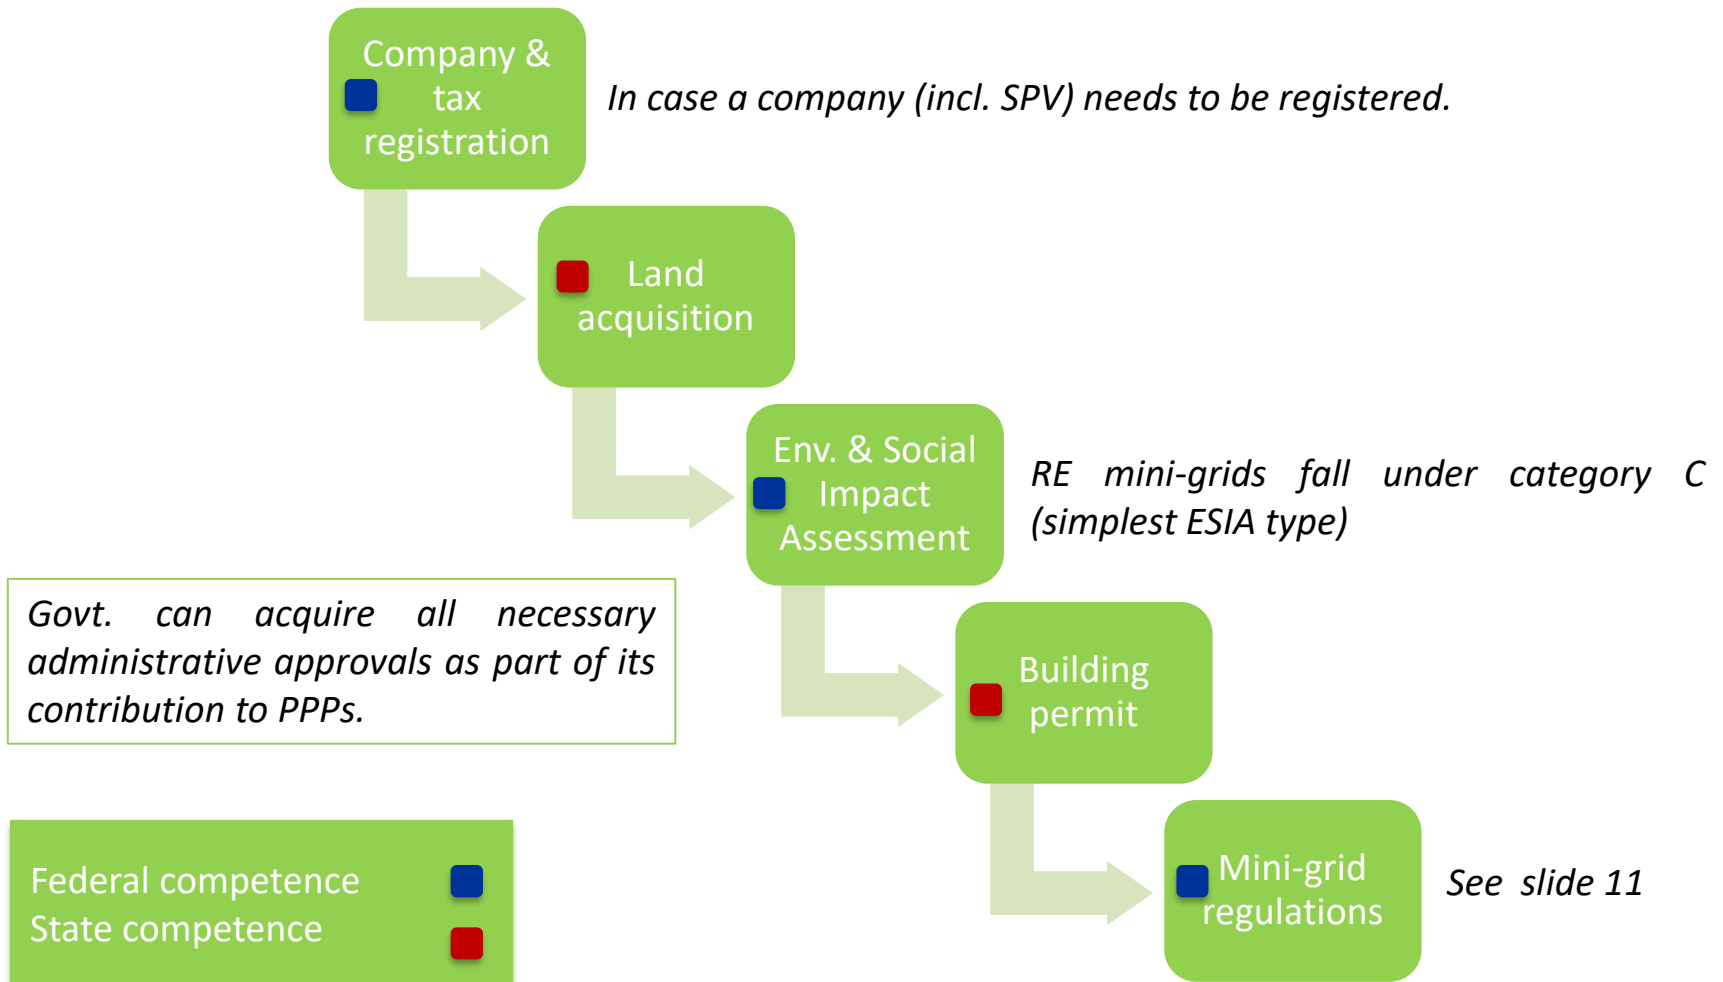 Company &
tax
registration
In case a company (incl. SPV) needs to be registered.
Land
acquisition
Env. & Social
Impact
Assessment
RE mini-grids fall under category C
(simplest ESIA type)
Govt. can acquire all necessary
administrative approvals as part of its
contribution to PPPs.
Building
permit
Mini-grid
regulations
See slide 11
Federal competence
State competence